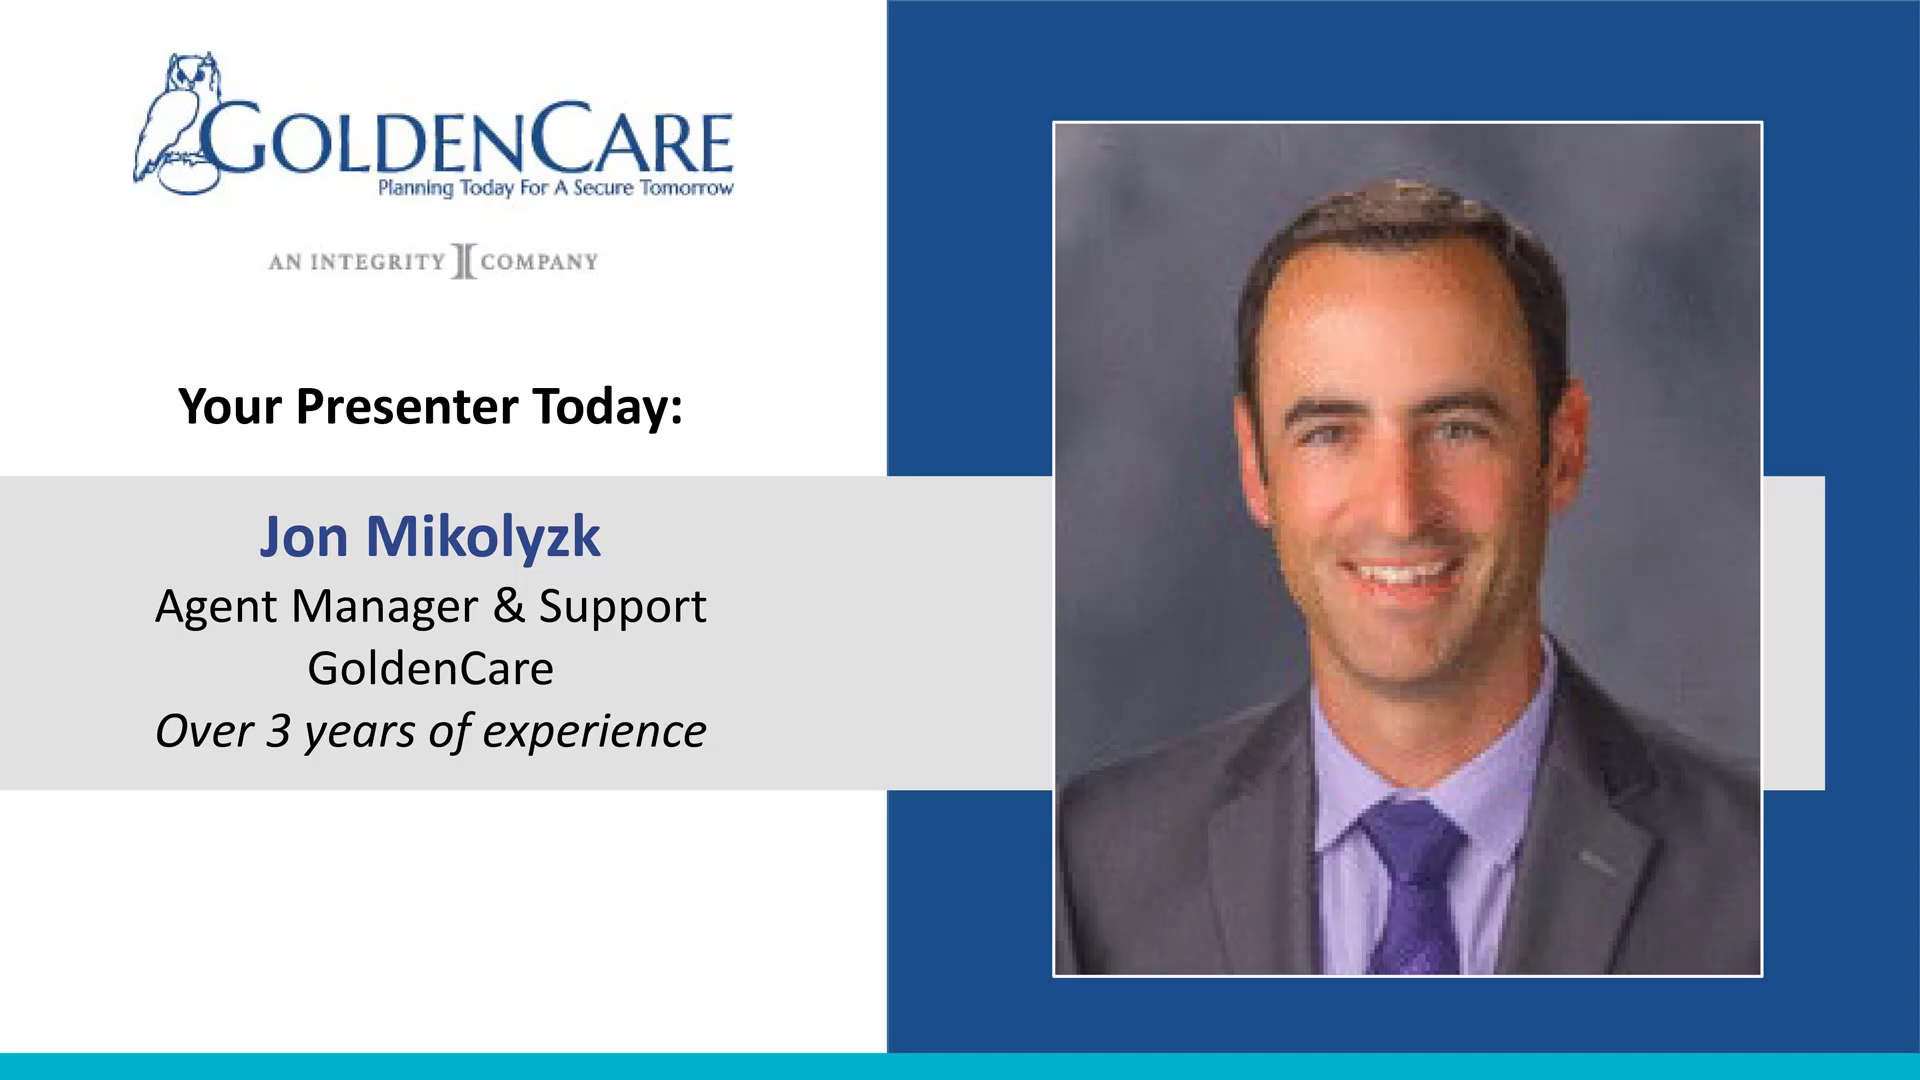 GOLDENCARE
Planning Today For A Secure Tomorrow
AN INTEGRITY COMPANY
Your Presenter Today:
Jon Mikolyzk
Agent Manager & Support
GoldenCare
Over 3 years of experience